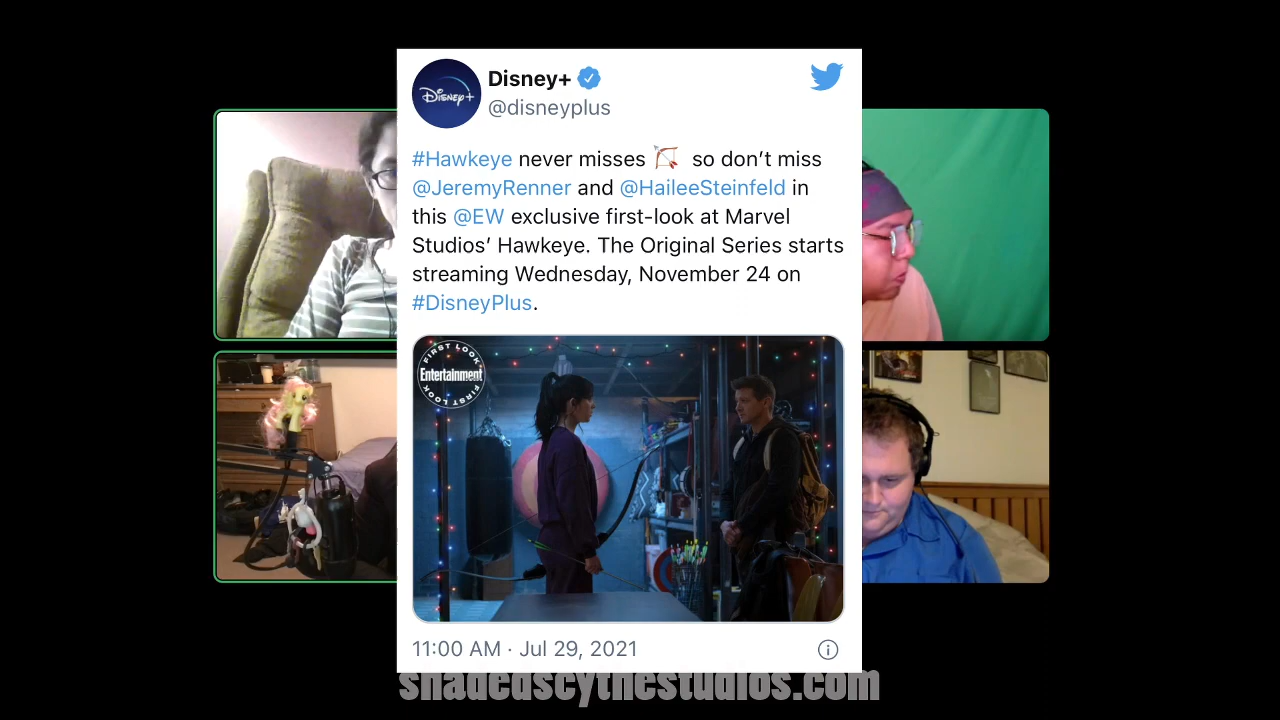 Disney+
Disney+
@disneyplus
#Hawkeye never misses 🏹 so don’t miss
@JeremyRenner and @HaileeSteinfeld in
this @EW exclusive first-look at Marvel
Studios’ Hawkeye. The Original Series starts
streaming Wednesday, November 24 on
#DisneyPlus.
FIRST LOOK
Entertainment
FIRST LOOK
11:00 AM · Jul 29, 2021
shadedscythestudios.com